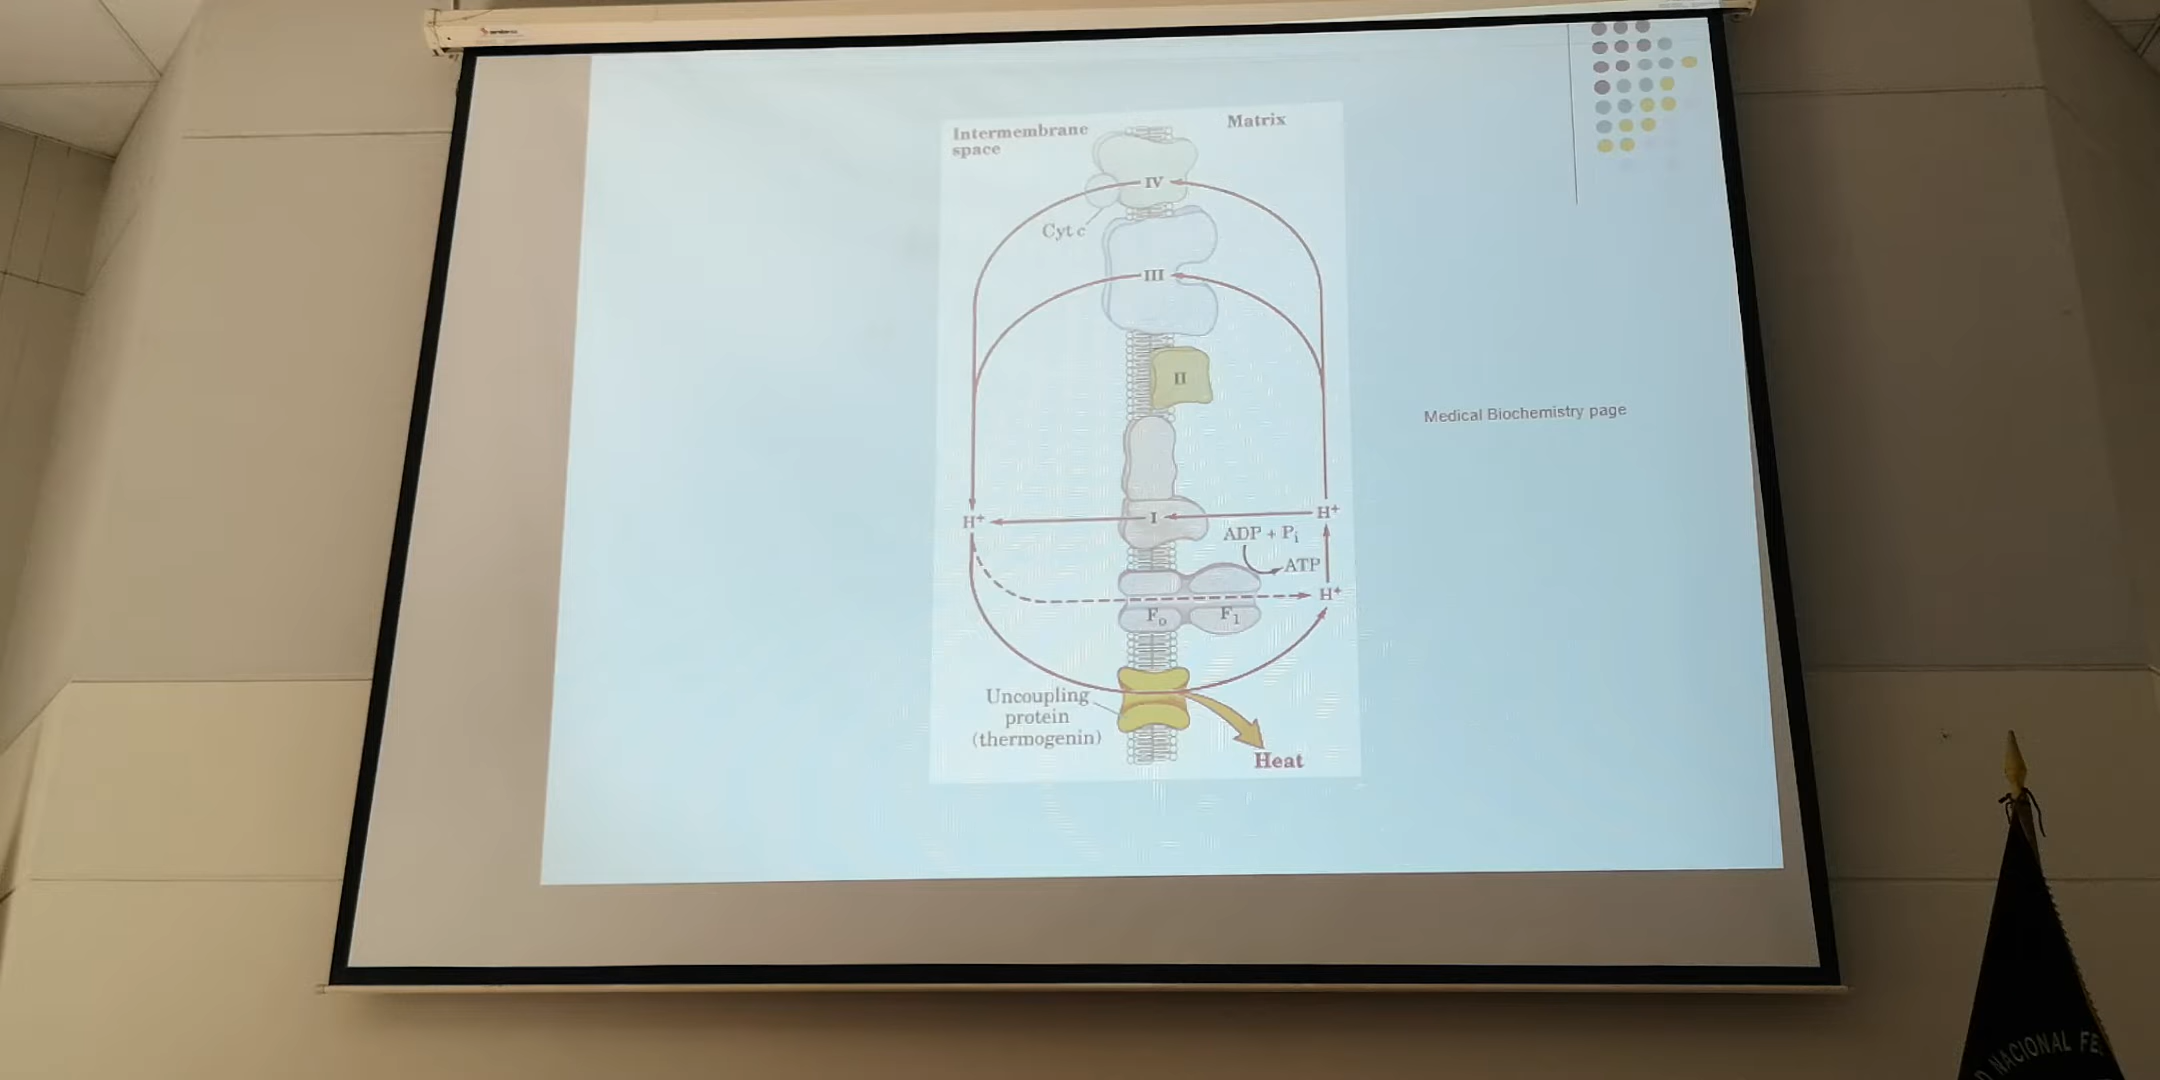 Intermembrane
space
Matrix
IV
Cyt c
III
II
H⁺
I
H⁺
ADP + Pᵢ
ATP
H⁺
F₀
F₁
Uncoupling
protein
(thermogenin)
Heat
Medical Biochemistry page
NACIONAL FE